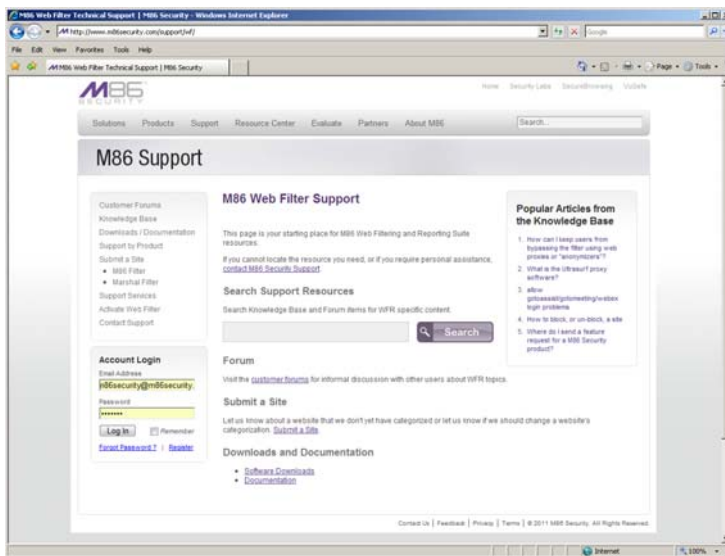 M86 Web Filter Technical Support | M86 Security - Windows Internet Explorer
http://www.m86security.com/support/wf/
Google
File Edit View Favorites Tools Help
M86 Web Filter Technical Support | M86 Security
Page Tools
M86
SECURITY
Home Security Labs SecureBrowsing VizSafe
Solutions Products Support Resource Center Evaluate Partners About M86
Search...
M86 Support
Customer Forums
Knowledge Base
Downloads / Documentation
Support by Product
Submit a Site
M86 Filter
Marshal Filter
Support Services
Activate Web Filter
Contact Support
Account Login
Email Address
m86security@m86security.
Password
•••••••
Log In Remember
Forgot Password ? | Register
M86 Web Filter Support
This page is your starting place for M86 Web Filtering and Reporting Suite
resources.
If you cannot locate the resource you need, or if you require personal assistance,
contact M86 Security Support.
Search Support Resources
Search Knowledge Base and Forum items for WFR specific content.
Search
Forum
Visit the customer forums for informal discussion with other users about WFR topics.
Submit a Site
Let us know about a website that we don't yet have categorized or let us know if we
should change a website's
categorization. Submit a Site.
Downloads and Documentation
Software Downloads
Documentation
Popular Articles from
the Knowledge Base
1. How can I keep users from
bypassing the filter using web
proxies or "anonymizers"?
2. What is the Ultrasurf proxy
software?
3. allow
gotoassist/gotomeeting/webex
login problems
4. How to block, or un-block, a site
5. Where do I send a feature
request for a M86 Security
product?
Contact Us | Feedback | Privacy | Terms | © 2011 M86 Security. All Rights Reserved.
Internet 100%